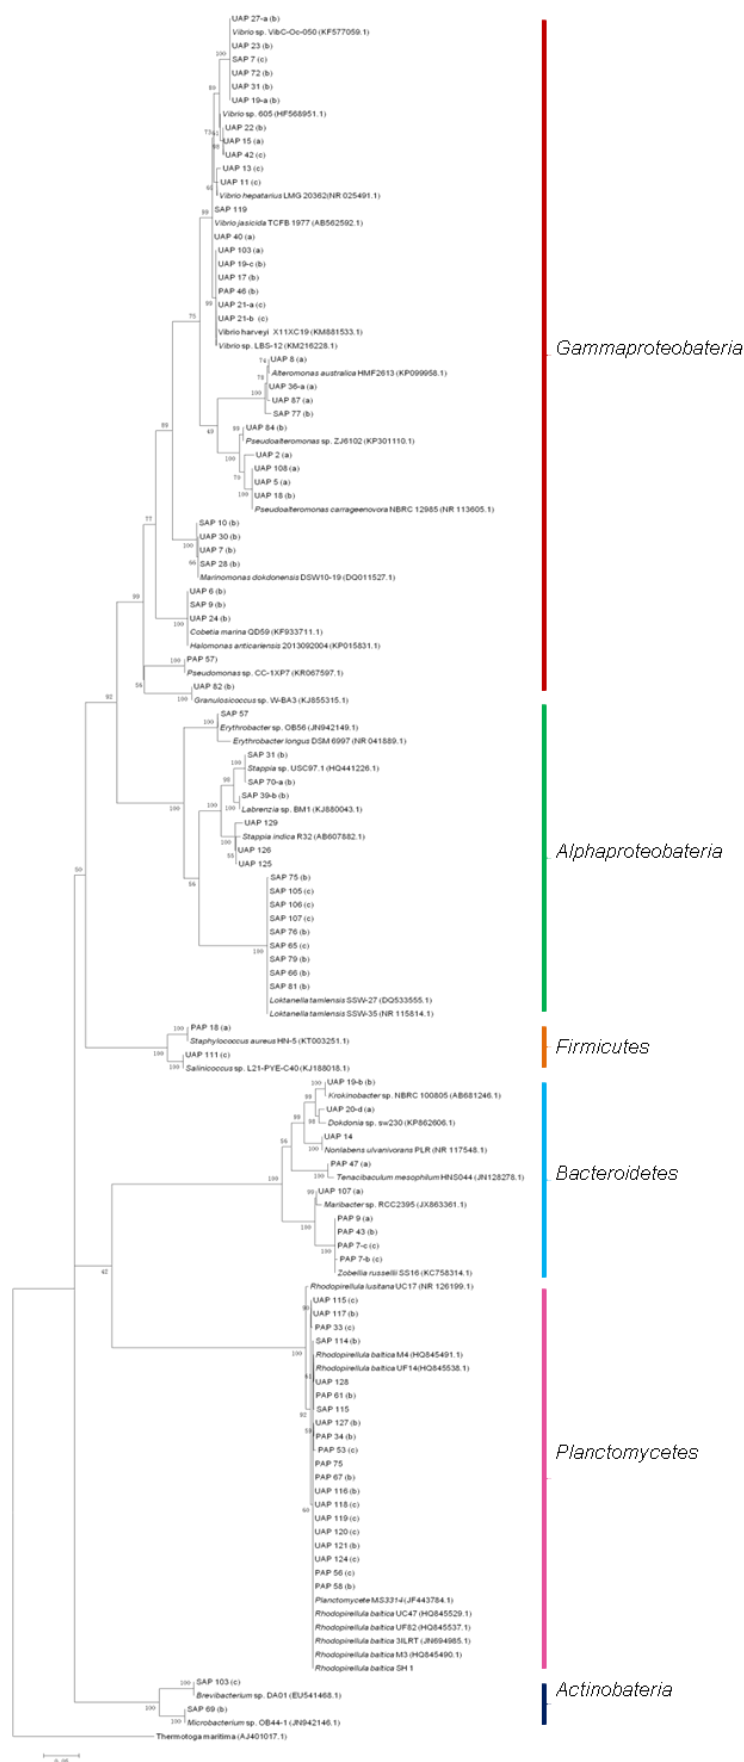 UAP 27-a (b)
Vibrio sp. VibC-Oc-050 (KF577059.1)
UAP 23 (b)
SAP 7 (c)
UAP 72 (b)
UAP 31 (b)
UAP 19-a (b)
Vibrio sp. 605 (HF568951.1)
UAP 22 (b)
UAP 15 (a)
UAP 42 (c)
UAP 13 (c)
UAP 11 (c)
Vibrio hepatarius LMG 20362(NR 025491.1)
SAP 119
Vibrio jasicida TCFB 1977 (AB562592.1)
UAP 40 (a)
UAP 103 (a)
UAP 19-c (b)
UAP 17 (b)
PAP 46 (b)
UAP 21-a (c)
UAP 21-b (c)
Vibrio harveyi X11XC19 (KM881533.1)
Vibrio sp. LBS-12 (KM216228.1)
Gammaproteobateria
UAP 8 (a)
Alteromonas australica HMF2613 (KP099958.1)
UAP 36-a (a)
UAP 87 (a)
SAP 77 (b)
UAP 84 (b)
Pseudoalteromonas sp. ZJ6102 (KP301110.1)
UAP 2 (a)
UAP 108 (a)
UAP 5 (a)
UAP 18 (b)
Pseudoalteromonas carrageenovora NBRC 12985 (NR 113605.1)
SAP 10 (b)
UAP 30 (b)
UAP 7 (b)
SAP 28 (b)
Marinomonas dokdonensis DSW10-19 (DQ011527.1)
UAP 6 (b)
SAP 9 (b)
UAP 24 (b)
Cobetia marina QD59 (KF933711.1)
Halomonas anticariensis 2013092004 (KP015831.1)
PAP 57)
Pseudomonas sp. CC-1XP7 (KR067597.1)
UAP 82 (b)
Granulosicoccus sp. W-BA3 (KJ855315.1)
SAP 57
Erythrobacter sp. OB56 (JN942149.1)
Erythrobacter longus DSM 6997 (NR 041889.1)
SAP 31 (b)
Stappia sp. USC97.1 (HQ441226.1)
SAP 70-a (b)
SAP 39-b (b)
Labrenzia sp. BM1 (KJ880043.1)
UAP 129
Stappia indica R32 (AB607882.1)
UAP 126
Alphaproteobateria
UAP 125
SAP 75 (b)
SAP 105 (c)
SAP 106 (c)
SAP 107 (c)
SAP 76 (b)
SAP 65 (c)
SAP 79 (b)
SAP 66 (b)
SAP 81 (b)
Loktanella tamlensis SSW-27 (DQ533555.1)
Loktanella tamlensis SSW-35 (NR 115814.1)
PAP 18 (a)
Staphylococcus aureus HN-5 (KT003251.1)
Firmicutes
UAP 111 (c)
Salinicoccus sp. L21-PYE-C40 (KJ188018.1)
UAP 19-b (b)
Krokinobacter sp. NBRC 100805 (AB681246.1)
UAP 20-d (a)
Dokdonia sp. sw230 (KP862606.1)
UAP 14
Nonlabens ulvanivorans PLR (NR 117548.1)
PAP 47 (a)
Bacteroidetes
Tenacibaculum mesophilum HNS044 (JN128278.1)
UAP 107 (a)
Maribacter sp. RCC2395 (JX863361.1)
PAP 9 (a)
PAP 43 (b)
PAP 7-c (c)
PAP 7-b (c)
Zobellia russellii SS16 (KC758314.1)
Rhodopirellula lusitana UC17 (NR 126199.1)
UAP 115 (c)
UAP 117 (b)
PAP 33 (c)
SAP 114 (b)
Rhodopirellula baltica M4 (HQ845491.1)
Rhodopirellula baltica UF14(HQ845538.1)
UAP 128
PAP 61 (b)
SAP 115
UAP 127 (b)
PAP 34 (b)
PAP 53 (c)
Planctomycetes
PAP 75
PAP 67 (b)
UAP 116 (b)
UAP 118 (c)
UAP 119 (c)
UAP 120 (c)
UAP 121 (b)
UAP 124 (c)
PAP 56 (c)
PAP 58 (b)
Planctomycete MS3314 (JF443784.1)
Rhodopirellula baltica UC47 (HQ845529.1)
Rhodopirellula baltica UF82 (HQ845537.1)
Rhodopirellula baltica 3ILRT (JN694985.1)
Rhodopirellula baltica M3 (HQ845490.1)
Rhodopirellula baltica SH 1
SAP 103 (c)
Actinobateria
Brevibacterium sp. DA01 (EU541468.1)
SAP 69 (b)
Microbacterium sp. OB44-1 (JN942146.1)
Thermotoga maritima (AJ401017.1)